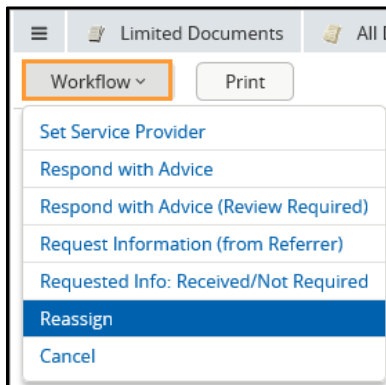 Limited Documents All
Workflow Print
Set Service Provider
Respond with Advice
Respond with Advice (Review Required)
Request Information (from Referrer)
Requested Info: Received/Not Required
Reassign
Cancel